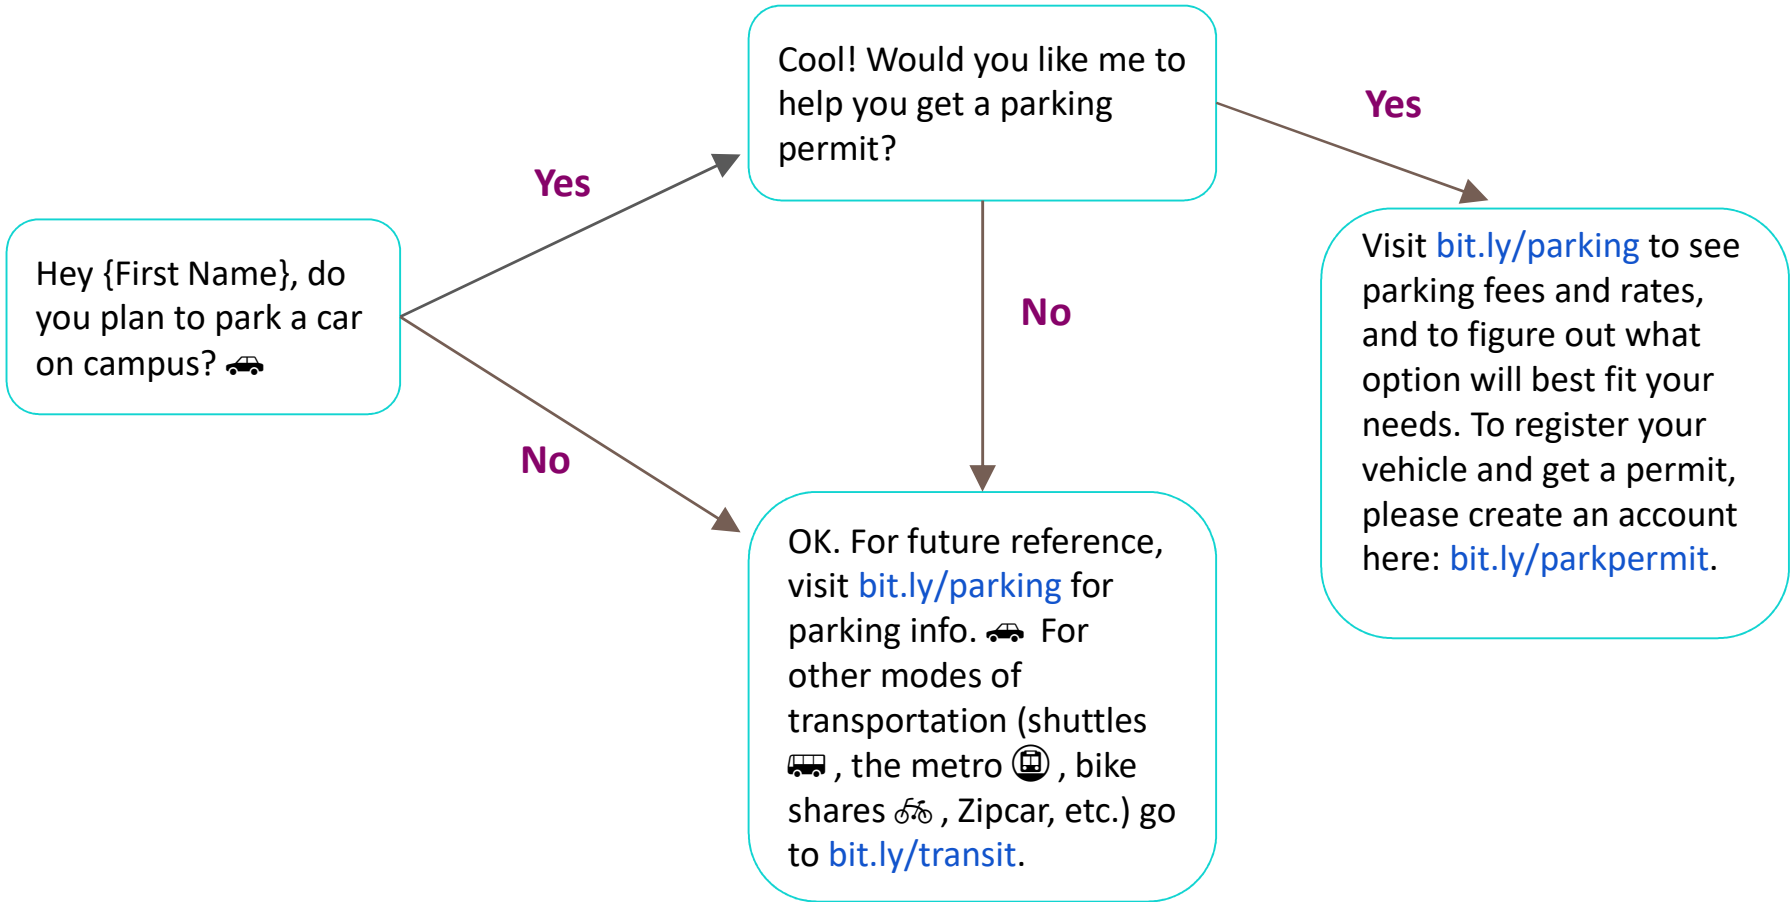 Hey {First Name}, do
you plan to park a car
on campus? 🚗
Yes
No
Cool! Would you like me to
help you get a parking
permit?
Yes
No
Visit bit.ly/parking to see
parking fees and rates,
and to figure out what
option will best fit your
needs. To register your
vehicle and get a permit,
please create an account
here: bit.ly/parkpermit.
OK. For future reference,
visit bit.ly/parking for
parking info. 🚗 For
other modes of
transportation (shuttles
🚌 , the metro 🚇 , bike
shares 🚲 , Zipcar, etc.) go
to bit.ly/transit.